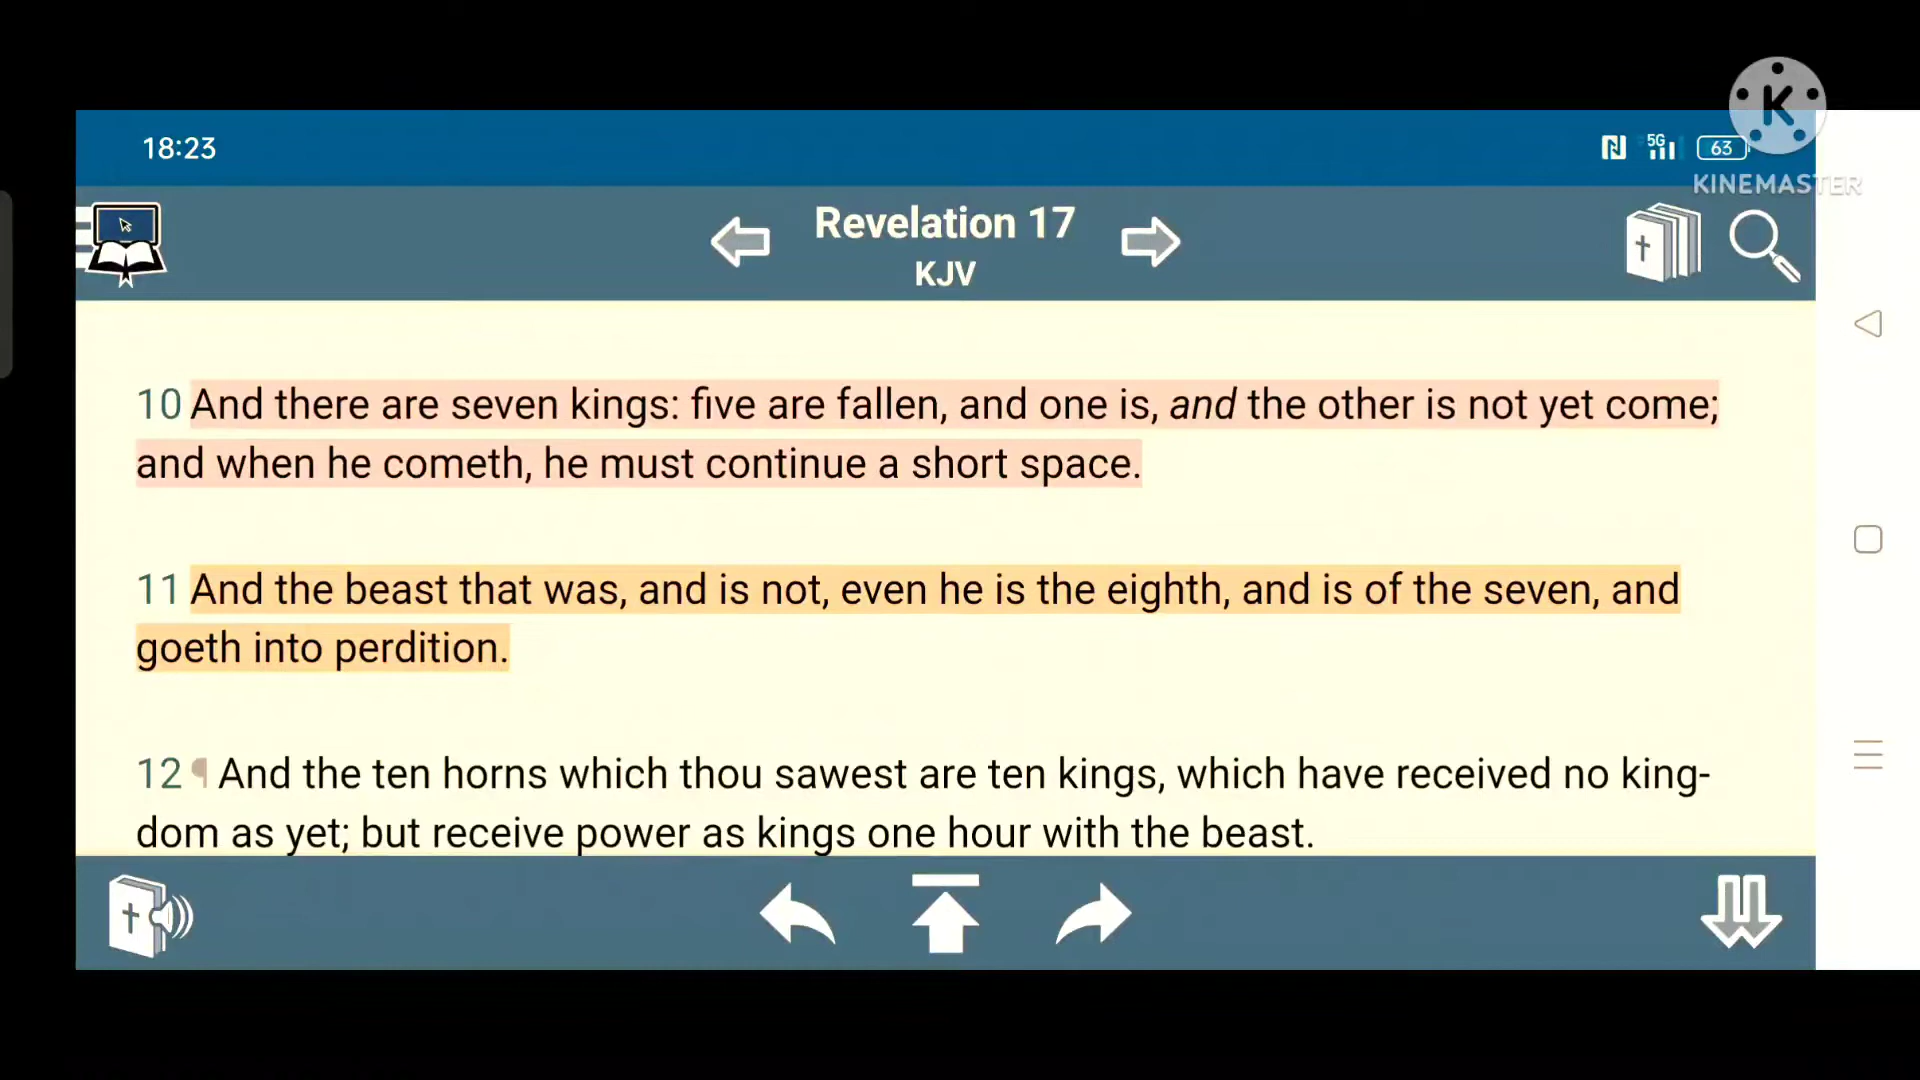 18:23
5G
63
K
KINEMASTER
Revelation 17
KJV
10 And there are seven kings: five are fallen, and one is, and the other is not yet come;
and when he cometh, he must continue a short space.
11 And the beast that was, and is not, even he is the eighth, and is of the seven, and
goeth into perdition.
12 ¶ And the ten horns which thou sawest are ten kings, which have received no king-
dom as yet; but receive power as kings one hour with the beast.